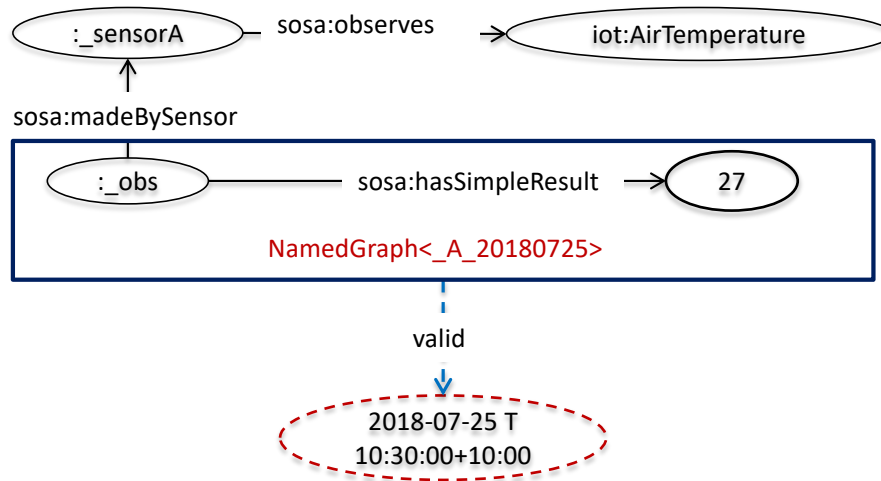 :_sensorA
sosa:observes
iot:AirTemperature
sosa:madeBySensor
:_obs
sosa:hasSimpleResult
27
NamedGraph<_A_20180725>
valid
2018-07-25 T
10:30:00+10:00